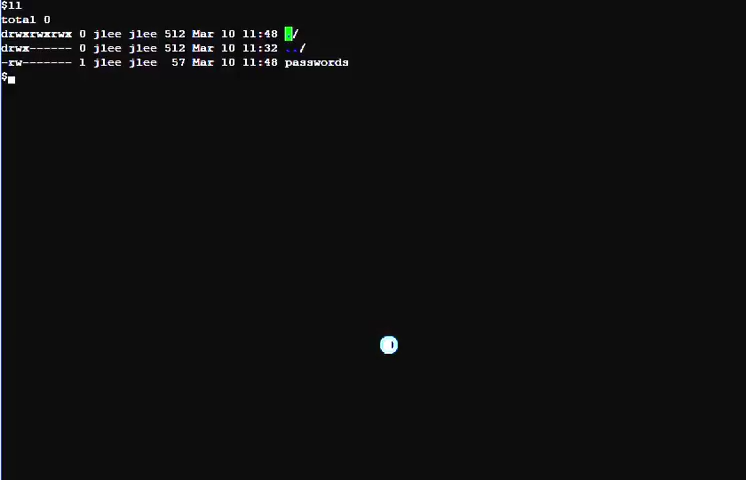 $ll
total 0
drwxrwxrwx 0 jlee jlee 512 Mar 10 11:48 ./
drwx------ 0 jlee jlee 512 Mar 10 11:32 ../
-rw------- 1 jlee jlee  57 Mar 10 11:48 passwords
$